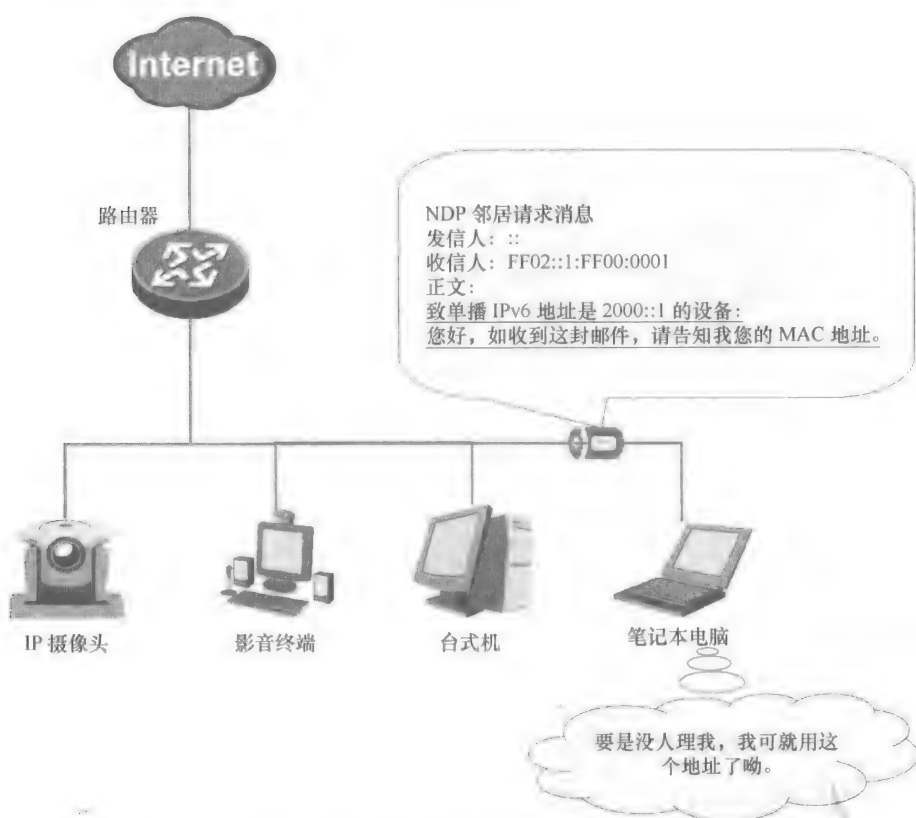 Internet
路由器
NDP 邻居请求消息
发信人：::
收信人：FF02::1:FF00:0001
正文：
致单播 IPv6 地址是 2000::1 的设备：
您好，如收到这封邮件，请告知我您的 MAC 地址。
IP 摄像头
影音终端
台式机
笔记本电脑
要是没人理我，我可就用这
个地址了呦。